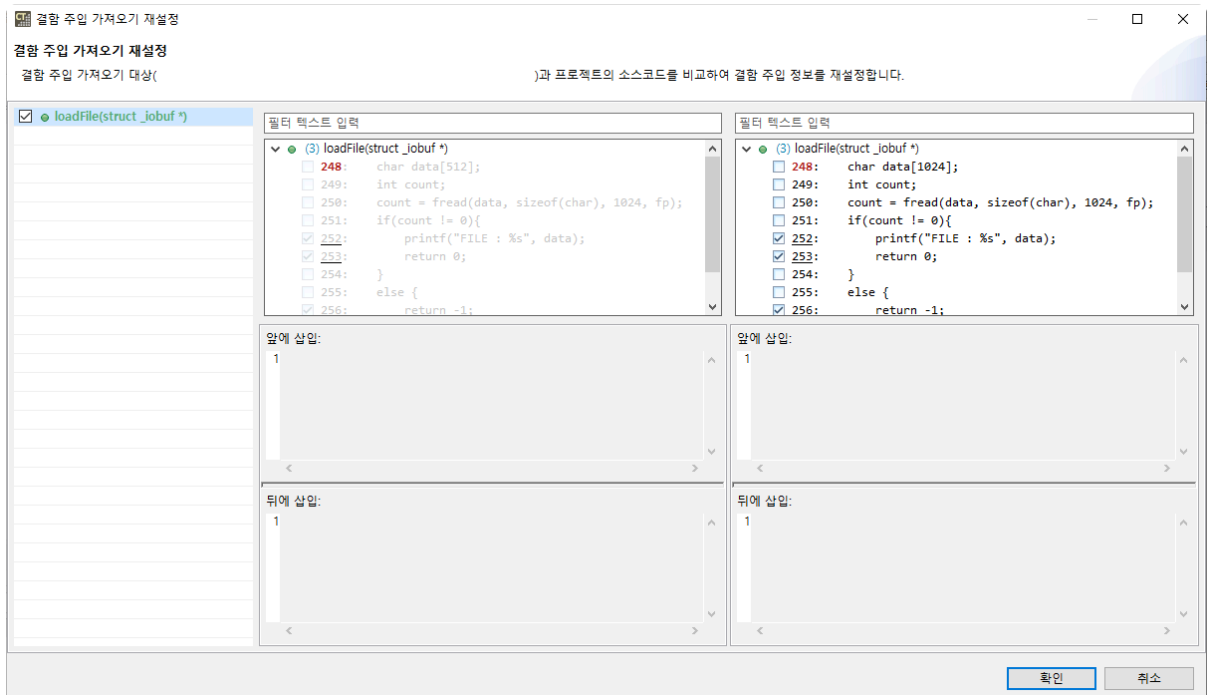 CT 결함 주입 가져오기 재설정
결함 주입 가져오기 재설정
결함 주입 가져오기 대상( )과 프로젝트의 소스코드를 비교하여 결함 주입 정보를 재설정합니다.
loadFile(struct _iobuf *)
필터 텍스트 입력
(3) loadFile(struct _iobuf *)
248: char data[512];
249: int count;
250: count = fread(data, sizeof(char), 1024, fp);
251: if(count != 0){
252: printf("FILE : %s", data);
253: return 0;
254: }
255: else {
256: return -1;
앞에 삽입:
1
뒤에 삽입:
1
필터 텍스트 입력
(3) loadFile(struct _iobuf *)
248: char data[1024];
249: int count;
250: count = fread(data, sizeof(char), 1024, fp);
251: if(count != 0){
252: printf("FILE : %s", data);
253: return 0;
254: }
255: else {
256: return -1;
앞에 삽입:
1
뒤에 삽입:
1
확인
취소